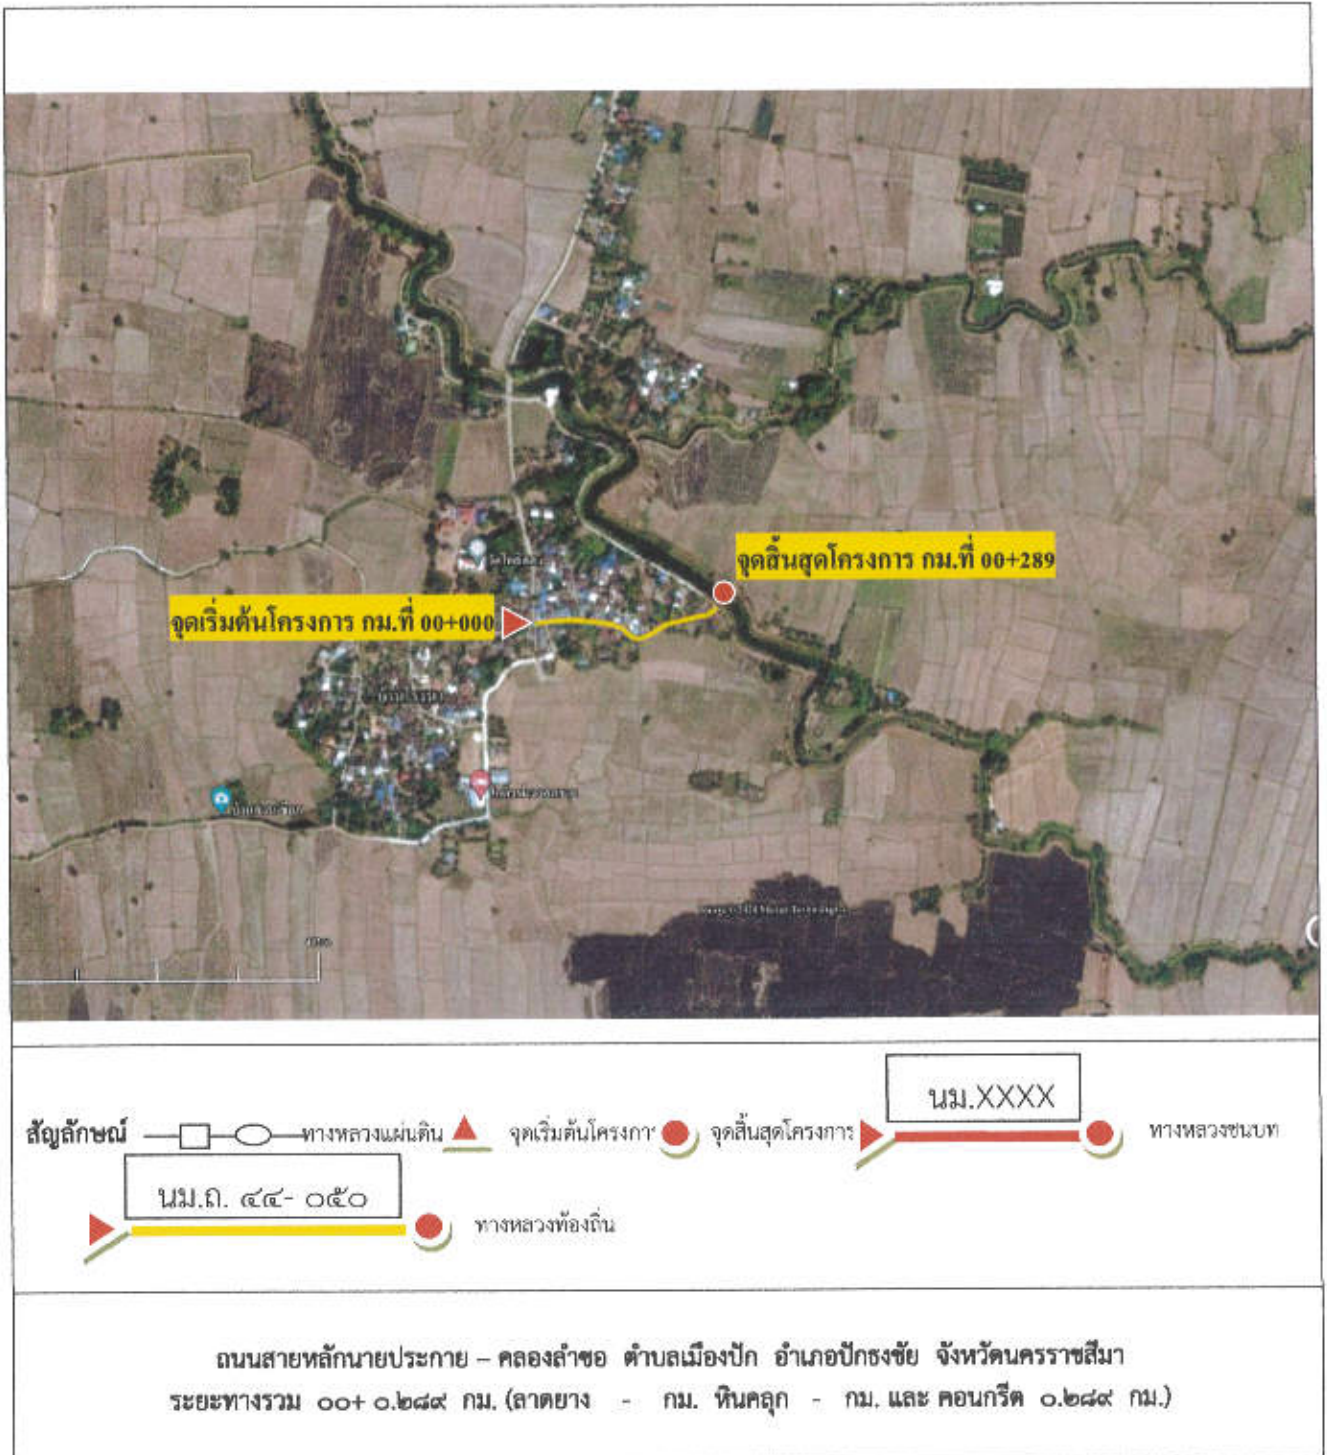 จุดสิ้นสุดโครงการ กม.ที่ 00+289
จุดเริ่มต้นโครงการ กม.ที่ 00+000
นม.XXXX
สัญลักษณ์ ทางหลวงแผ่นดิน จุดเริ่มต้นโครงการ จุดสิ้นสุดโครงการ ทางหลวงชนบท
นม.ถ. ๔๔- ๐๕๐
ทางหลวงท้องถิ่น
ถนนสายหลักนายประกาย – คลองลำซอ ตำบลเมืองปัก อำเภอปักธงชัย จังหวัดนครราชสีมา
ระยะทางรวม ๐๐+ ๐.๒๘๙ กม. (ลาดยาง - กม. หินคลุก - กม. และ คอนกรีต ๐.๒๘๙ กม.)